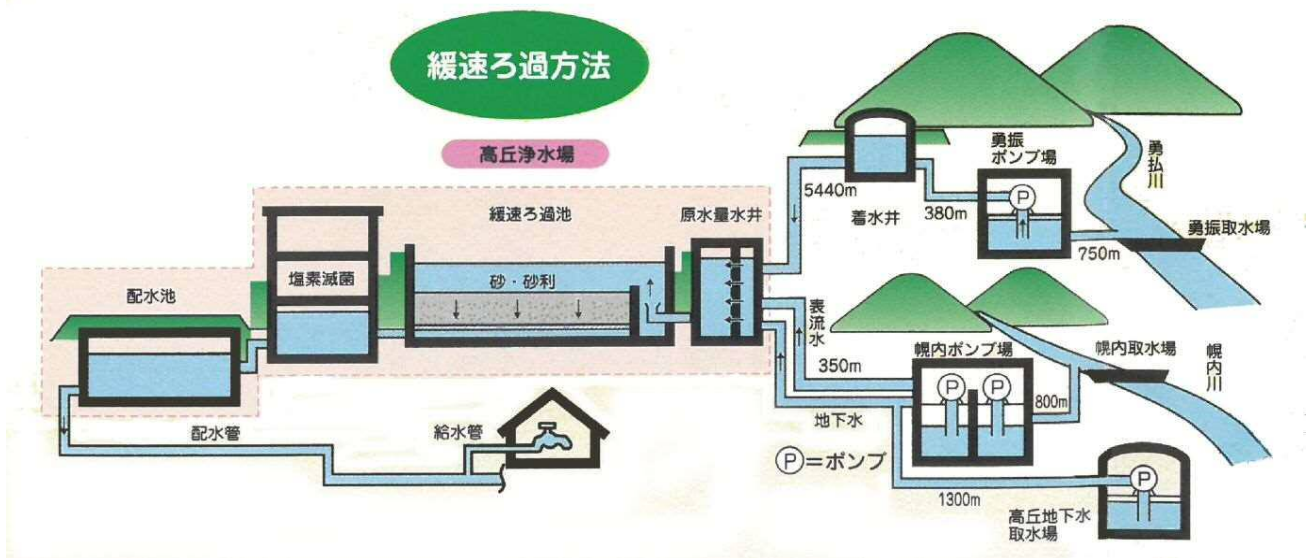 緩速ろ過方法
高丘浄水場
緩速ろ過池
原水量水井
塩素滅菌
砂・砂利
配水池
配水管
給水管
5440m
着水井
380m
勇振
ポンプ場
750m
勇払川
勇振取水場
表流水
350m
地下水
幌内ポンプ場
P
P
P
800m
幌内取水場
幌内川
P=ポンプ
1300m
P
高丘地下水
取水場